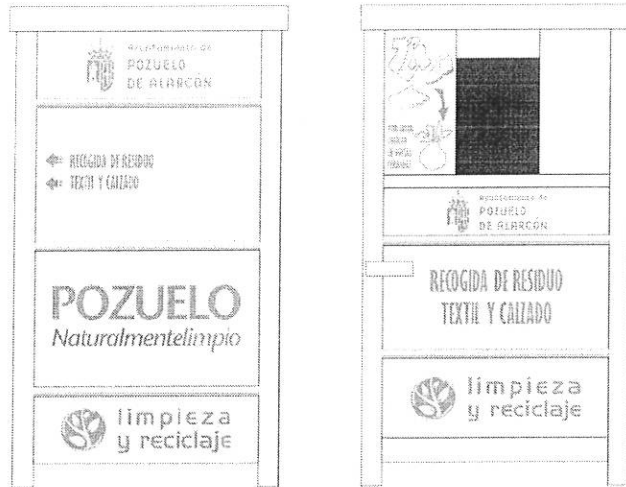 Ayuntamiento de
POZUELO
DE ALARCÓN
RECOGIDA DE RESIDUO
TEXTIL Y CALZADO
POZUELO
Naturalmentelimpio
limpieza
y reciclaje
Ayuntamiento de
POZUELO
DE ALARCÓN
RECOGIDA DE RESIDUO
TEXTIL Y CALZADO
limpieza
y reciclaje